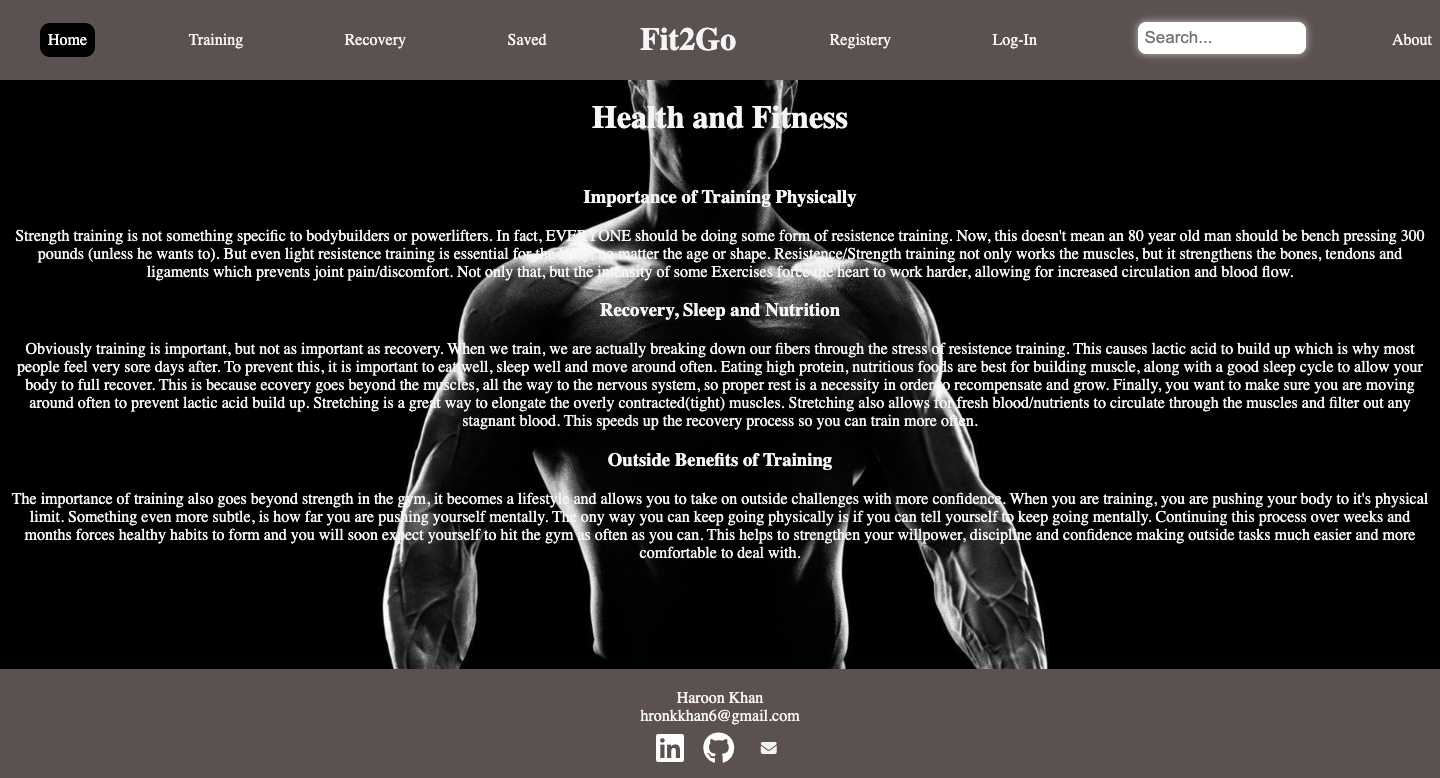 Home Training Recovery Saved Fit2Go Registery Log-In Search... About
Health and Fitness
Importance of Training Physically
Strength training is not something specific to bodybuilders or powerlifters. In fact, EVERYONE should be doing some form of resistence training. Now, this doesn't mean an 80 year old man should be bench pressing 300
pounds (unless he wants to). But even light resistence training is essential for the body, no matter the age or shape. Resistence/Strength training not only works the muscles, but it strengthens the bones, tendons and
ligaments which prevents joint pain/discomfort. Not only that, but the intensity of some Exercises force the heart to work harder, allowing for increased circulation and blood flow.
Recovery, Sleep and Nutrition
Obviously training is important, but not as important as recovery. When we train, we are actually breaking down our fibers through the stress of resistence training. This causes lactic acid to build up which is why most
people feel very sore days after. To prevent this, it is important to eat well, sleep well and move around often. Eating high protein, nutritious foods are best for building muscle, along with a good sleep cycle to allow your
body to full recover. This is because ecovery goes beyond the muscles, all the way to the nervous system, so proper rest is a necessity in order to recompensate and grow. Finally, you want to make sure you are moving
around often to prevent lactic acid build up. Stretching is a great way to elongate the overly contracted(tight) muscles. Stretching also allows for fresh blood/nutrients to circulate through the muscles and filter out any
stagnant blood. This speeds up the recovery process so you can train more often.
Outside Benefits of Training
The importance of training also goes beyond strength in the gym, it becomes a lifestyle and allows you to take on outside challenges with more confidence. When you are training, you are pushing your body to it's physical
limit. Something even more subtle, is how far you are pushing yourself mentally. The ony way you can keep going physically is if you can tell yourself to keep going mentally. Continuing this process over weeks and
months forces healthy habits to form and you will soon expect yourself to hit the gym as often as you can. This helps to strengthen your willpower, discipline and confidence making outside tasks much easier and more
comfortable to deal with.
Haroon Khan
hronkkhan6@gmail.com